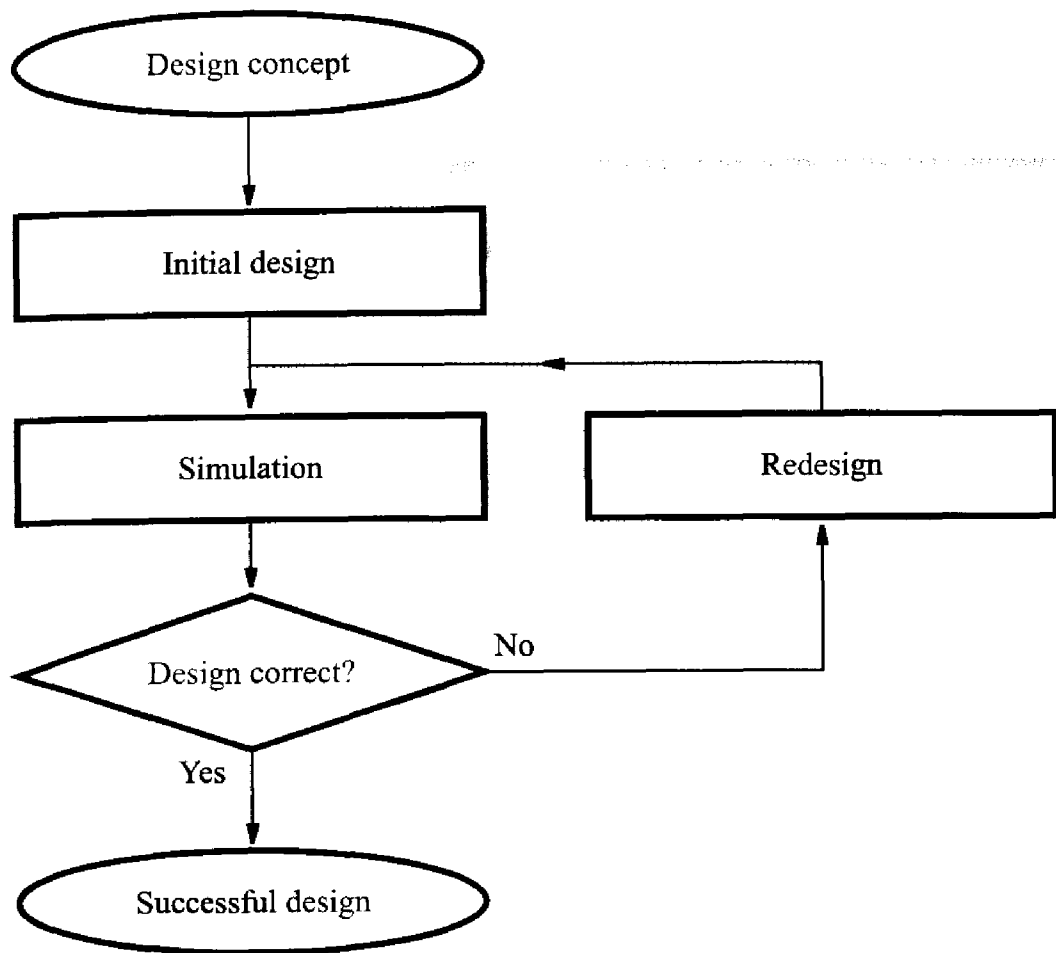 Design concept
Initial design
Simulation
Redesign
Design correct?
No
Yes
Successful design